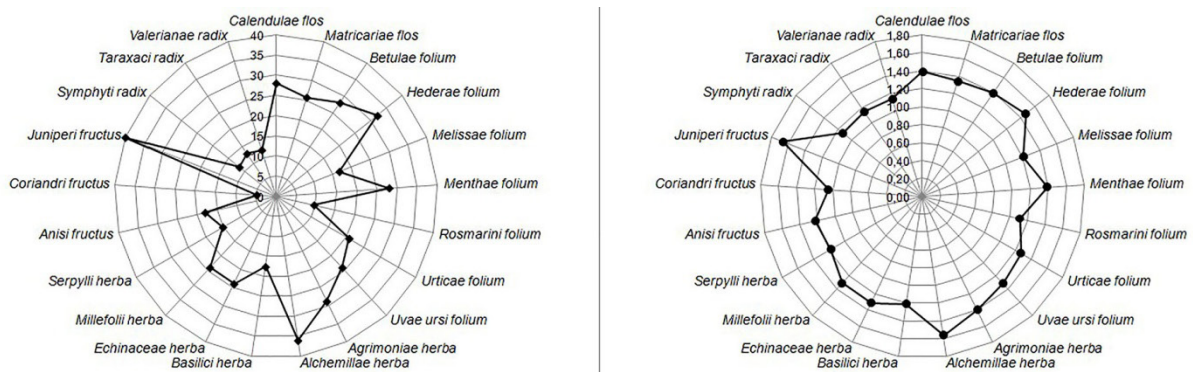 Calendulae flos
Matricariae flos
Betulae folium
Hederae folium
Melissae folium
Menthae folium
Rosmarini folium
Urticae folium
Uvae ursi folium
Agrimoniae herba
Alchemillae herba
Basilici herba
Echinaceae herba
Millefolii herba
Serpylli herba
Anisi fructus
Coriandri fructus
Juniperi fructus
Symphyti radix
Taraxaci radix
Valerianae radix
40
35
30
25
20
15
10
5
0
Calendulae flos
Matricariae flos
Betulae folium
Hederae folium
Melissae folium
Menthae folium
Rosmarini folium
Urticae folium
Uvae ursi folium
Agrimoniae herba
Alchemillae herba
Basilici herba
Echinaceae herba
Millefolii herba
Serpylli herba
Anisi fructus
Coriandri fructus
Juniperi fructus
Symphyti radix
Taraxaci radix
Valerianae radix
1,80
1,60
1,40
1,20
1,00
0,80
0,60
0,40
0,20
0,00